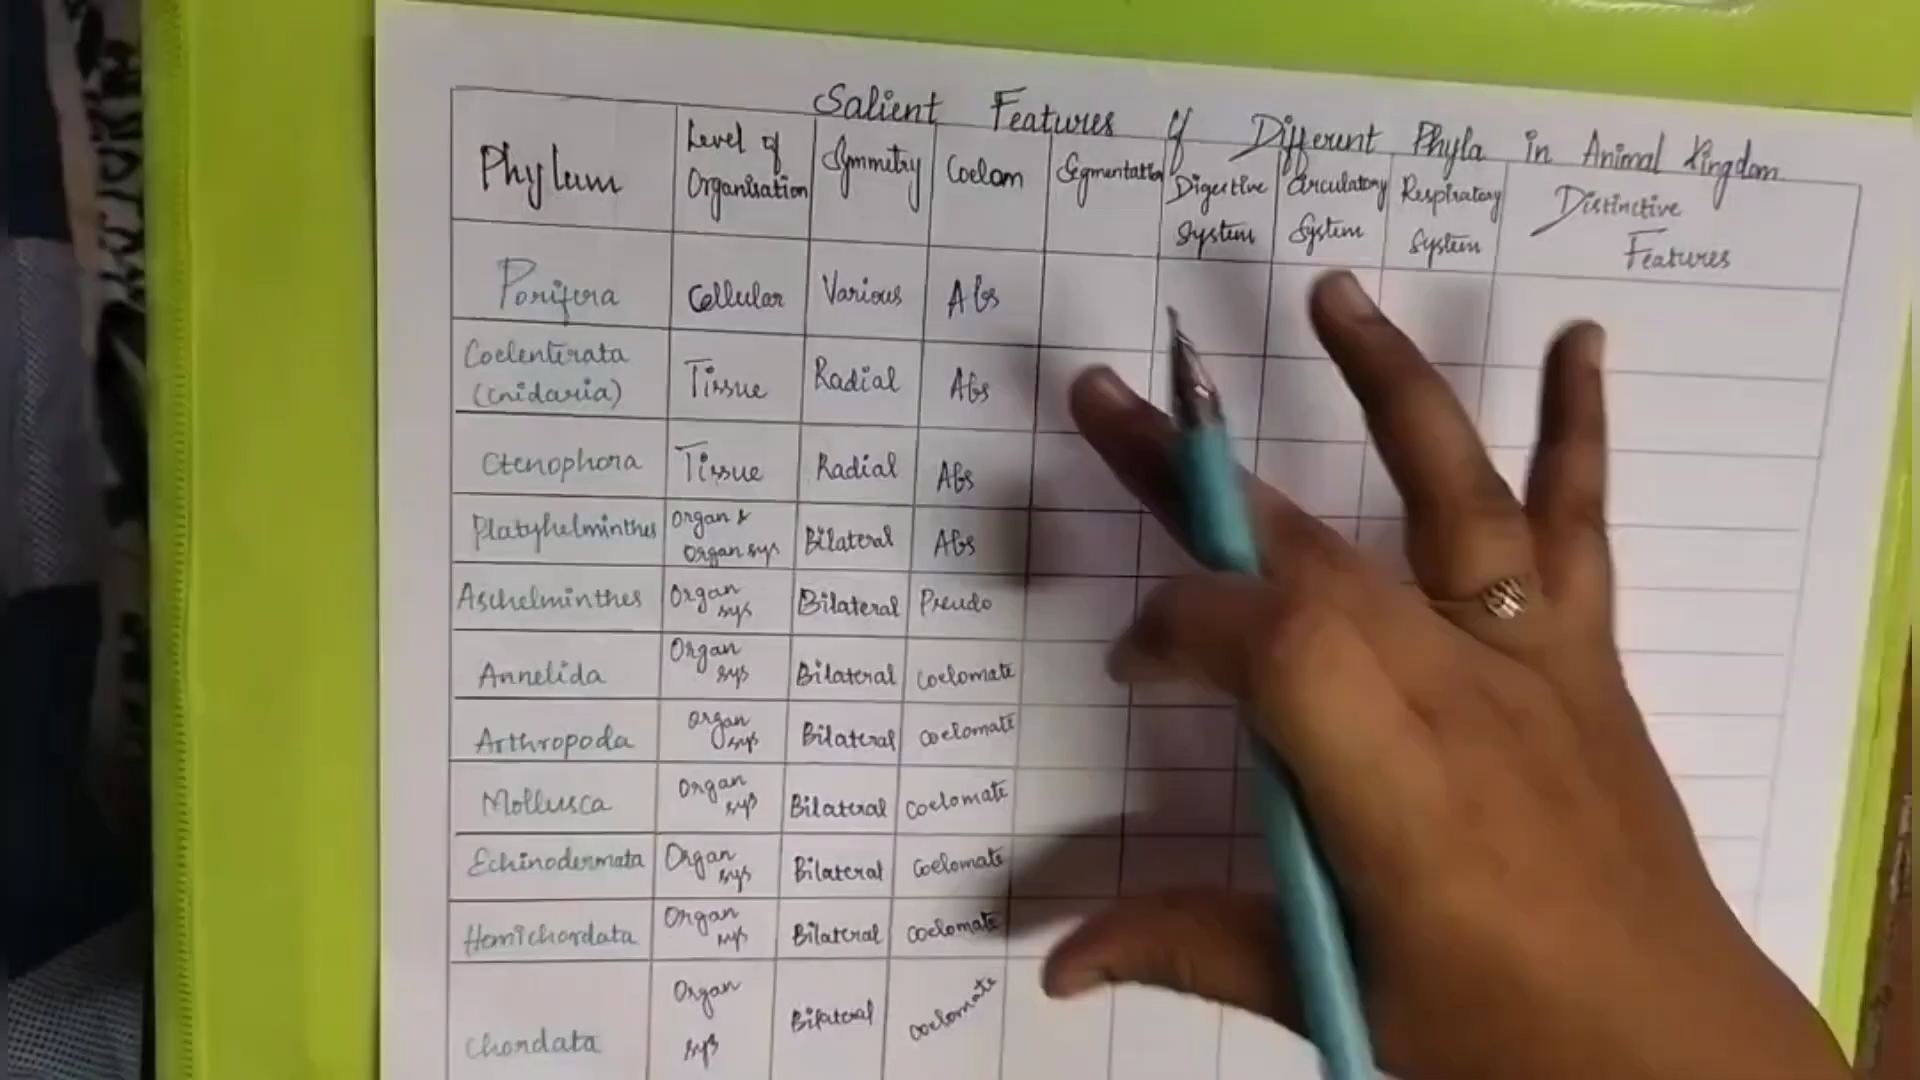 Salient Features of Different Phyla in Animal Kingdom
Phylum
Level of
Organisation
Symmetry
Coelom
Segmentation
Digestive
System
Circulatory
System
Respiratory
System
Distinctive
Features
Porifera
Cellular
Various
Abs
Coelenterata
(Cnidaria)
Tissue
Radial
Abs
Ctenophora
Tissue
Radial
Abs
Platyhelminthes
Organ &
Organ sys
Bilateral
Abs
Aschelminthes
Organ
sys
Bilateral
Pseudo
Annelida
Organ
sys
Bilateral
Coelomate
Arthropoda
Organ
sys
Bilateral
Coelomate
Mollusca
Organ
sys
Bilateral
Coelomate
Echinodermata
Organ
sys
Bilateral
Coelomate
Hemichordata
Organ
sys
Bilateral
Coelomate
Chordata
Organ
sys
Bilateral
Coelomate